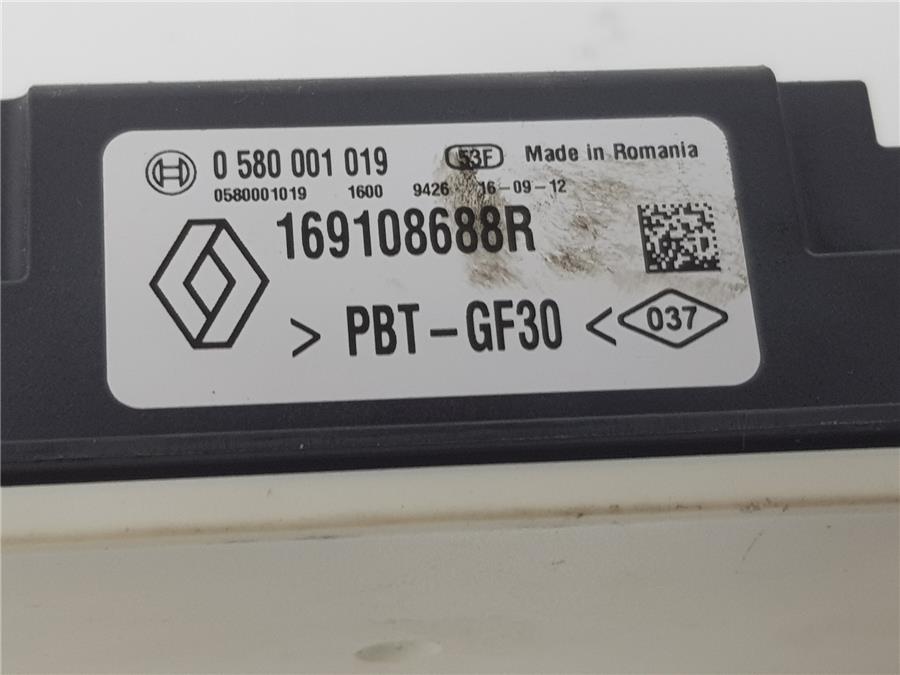 0 580 001 019 53F Made in Romania
0580001019 1600 9426 16-09-12
169108688R
> PBT-GF30 < 037